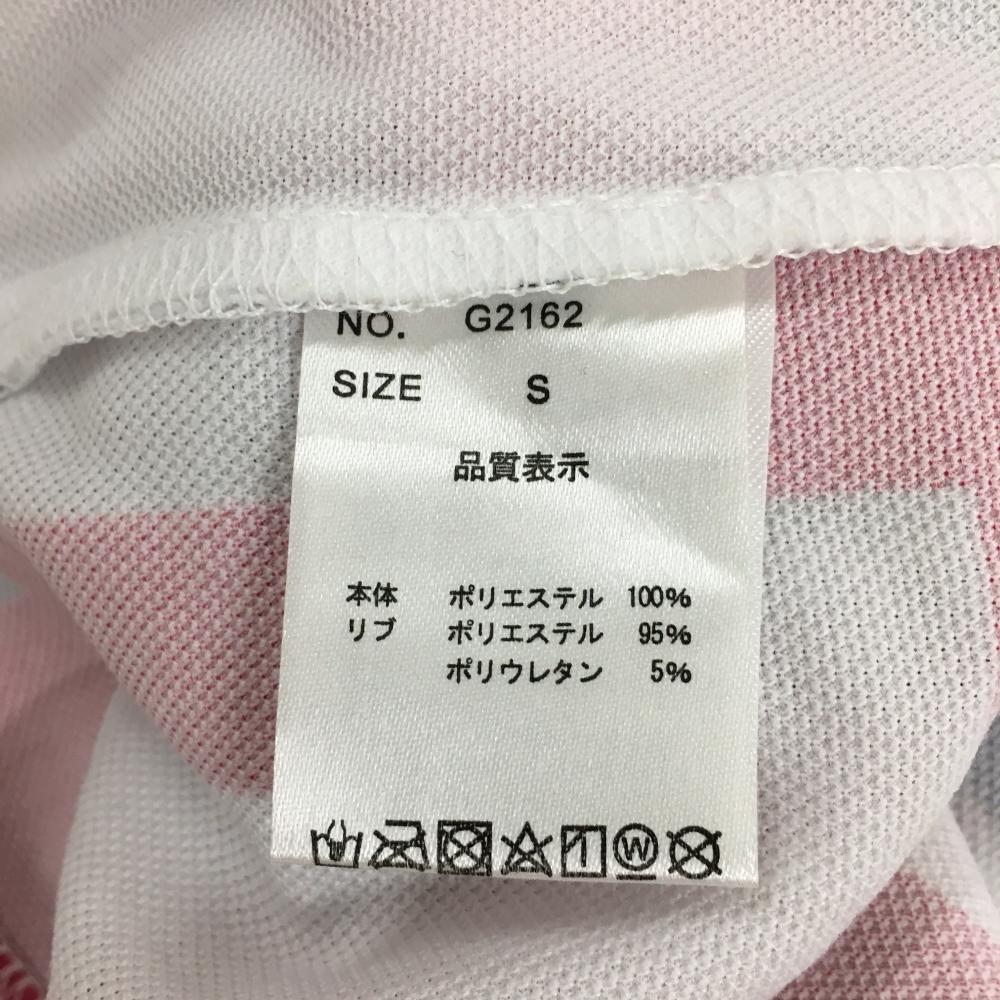 NO. G2162
SIZE S
品質表示
本体 ポリエステル 100%
リブ ポリエステル 95%
ポリウレタン 5%
W